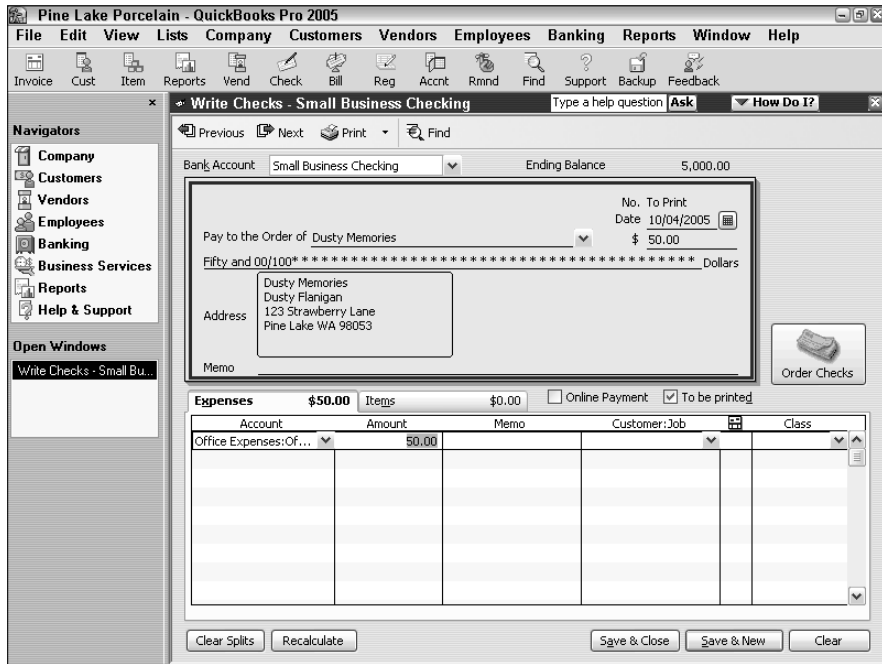 Pine Lake Porcelain - QuickBooks Pro 2005
File Edit View Lists Company Customers Vendors Employees Banking Reports Window Help
Invoice Cust Item Reports Vend Check Bill Reg Accnt Rmnd Find Support Backup Feedback
Write Checks - Small Business Checking Type a help question Ask How Do I?
Navigators
Company
Customers
Vendors
Employees
Banking
Business Services
Reports
Help & Support
Open Windows
Write Checks - Small Bu...
Previous Next Print Find
Bank Account Small Business Checking Ending Balance 5,000.00
No. To Print
Date 10/04/2005
Pay to the Order of Dusty Memories $ 50.00
Fifty and 00/100* * * * * * * * * * * * * * * * * * * * * * * * * * * * * * * * * * * * * * * * * * Dollars
Address
Dusty Memories
Dusty Flanigan
123 Strawberry Lane
Pine Lake WA 98053
Memo
Order Checks
Expenses $50.00 Items $0.00 Online Payment To be printed
Account Amount Memo Customer:Job Class
Office Expenses:Of... 50.00
Clear Splits Recalculate Save & Close Save & New Clear